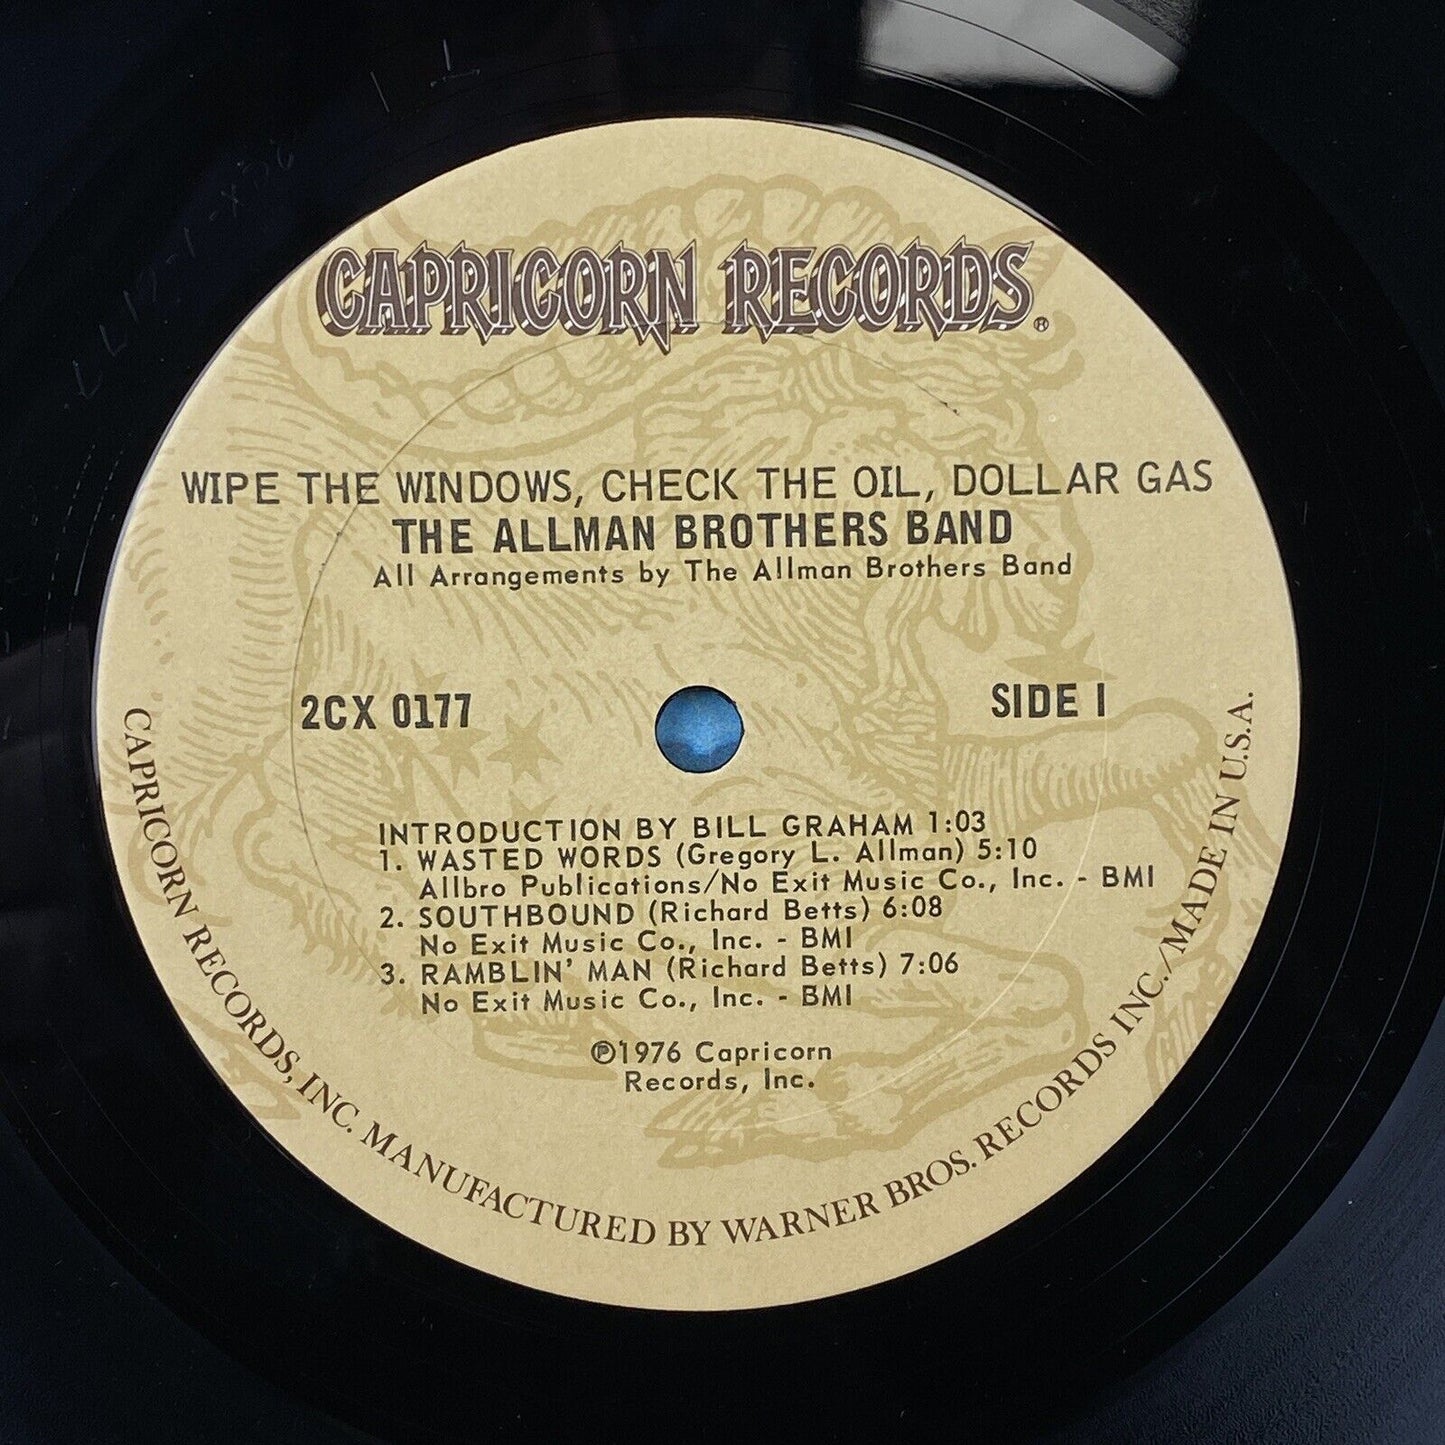 CAPRICORN RECORDS®
WIPE THE WINDOWS, CHECK THE OIL, DOLLAR GAS
THE ALLMAN BROTHERS BAND
All Arrangements by The Allman Brothers Band
2CX 0177
SIDE I
INTRODUCTION BY BILL GRAHAM 1:03
1. WASTED WORDS (Gregory L. Allman) 5:10
Allbro Publications/No Exit Music Co., Inc. - BMI
2. SOUTHBOUND (Richard Betts) 6:08
No Exit Music Co., Inc. - BMI
3. RAMBLIN' MAN (Richard Betts) 7:06
No Exit Music Co., Inc. - BMI
℗1976 Capricorn
Records, Inc.
CAPRICORN RECORDS, INC. MANUFACTURED BY WARNER BROS. RECORDS INC./MADE IN U.S.A.